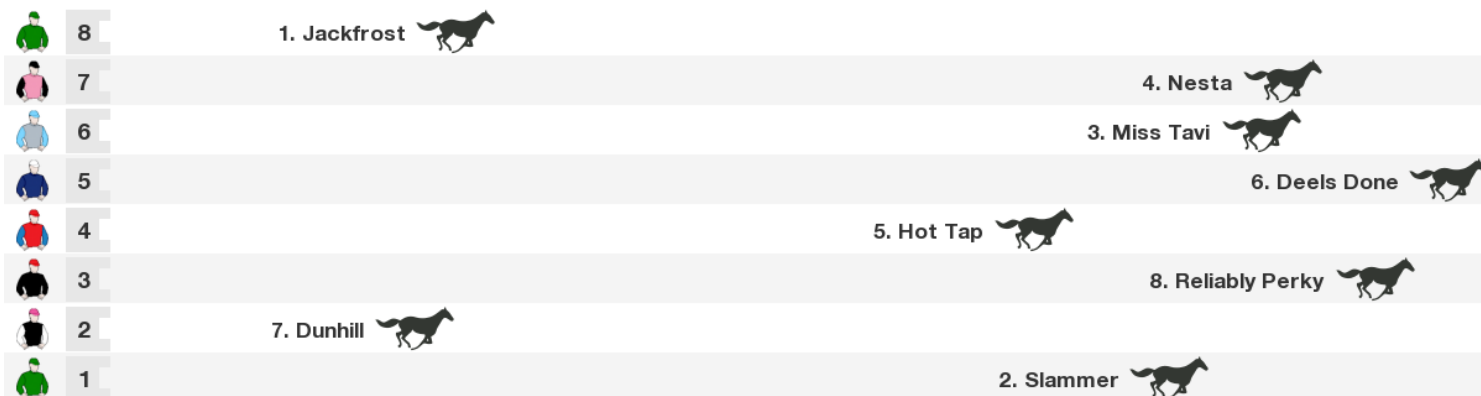 8 1. Jackfrost
7 4. Nesta
6 3. Miss Tavi
5 6. Deels Done
4 5. Hot Tap
3 8. Reliably Perky
2 7. Dunhill
1 2. Slammer